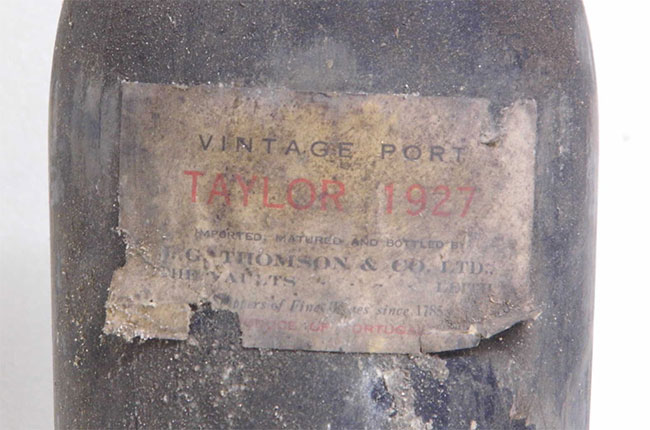 VINTAGE PORT
TAYLOR 1927
IMPORTED, MATURED AND BOTTLED BY
J. G. THOMSON & CO. LTD.,
THE VAULTS LEITH
of Fine Wines since 1785
PRODUCE OF PORTUGAL